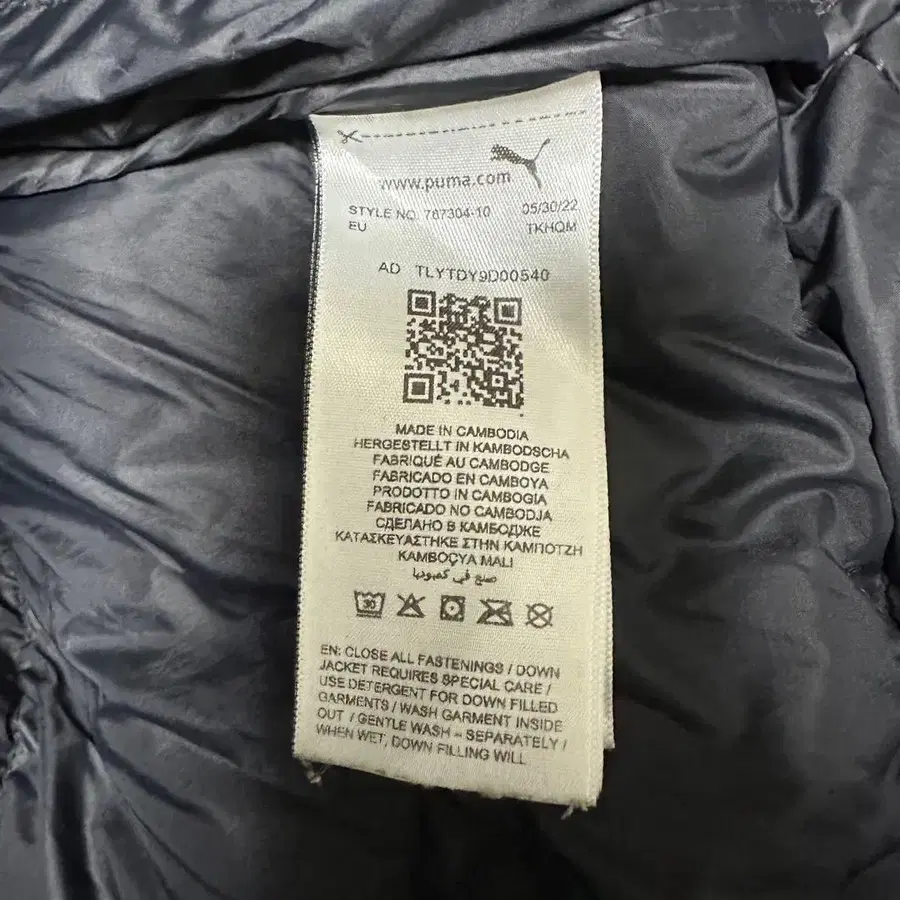 www.puma.com
STYLE NO. 787304-10 05/30/22
EU TKHQM
AD TLYTDY9D00540
MADE IN CAMBODIA
HERGESTELLT IN KAMBODSCHA
FABRIQUÉ AU CAMBODGE
FABRICADO EN CAMBOYA
PRODOTTO IN CAMBOGIA
FABRICADO NO CAMBODJA
СДЕЛАНО В КАМБОДЖЕ
ΚΑΤΑΣΚΕΥΑΣΤΗΚΕ ΣΤΗΝ ΚΑΜΠΟΤΖΗ
KAMBOÇYA MALI
صنع في كمبوديا
30
EN: CLOSE ALL FASTENINGS / DOWN
JACKET REQUIRES SPECIAL CARE /
USE DETERGENT FOR DOWN FILLED
GARMENTS / WASH GARMENT INSIDE
OUT / GENTLE WASH – SEPARATELY /
WHEN WET, DOWN FILLING WILL